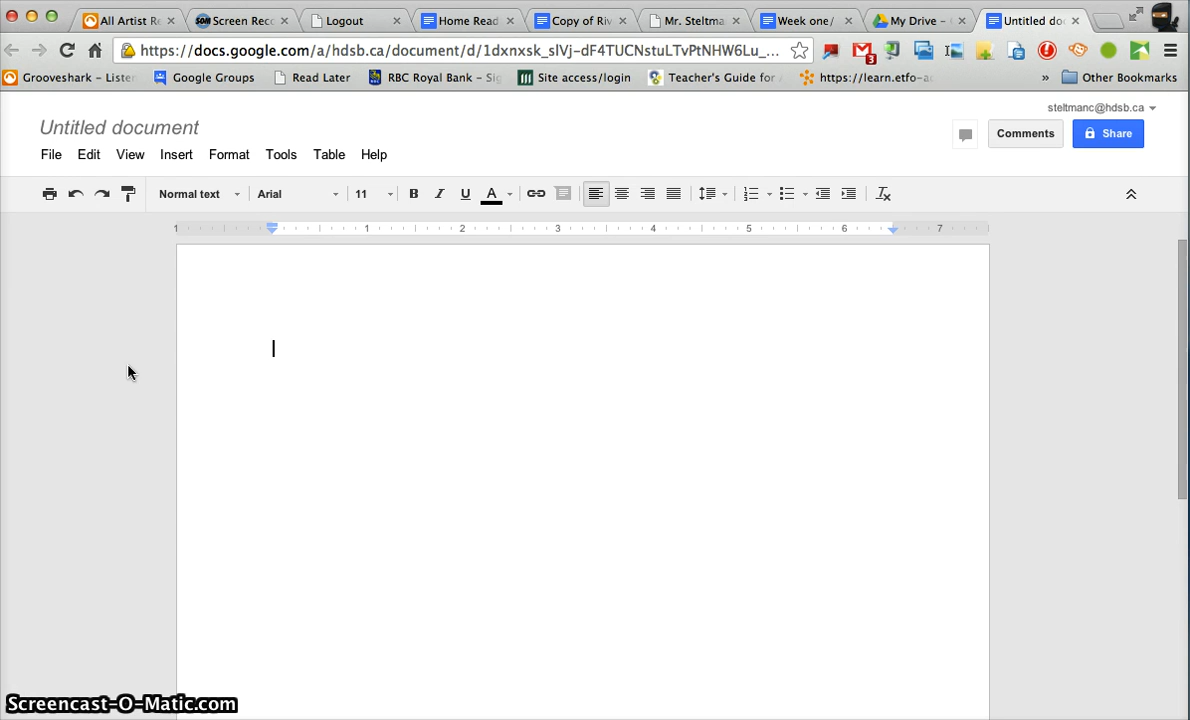 All Artist Re
Screen Reco
Logout
Home Read
Copy of Riv
Mr. Steltma
Week one/
My Drive –
Untitled do
https://docs.google.com/a/hdsb.ca/document/d/1dxnxsk_slVj-dF4TUCNstuLTvPtNHW6Lu_...
3
Grooveshark – Listen
Google Groups
Read Later
RBC Royal Bank – Sig
Site access/login
Teacher's Guide for
https://learn.etfo-a
»
Other Bookmarks
steltmanc@hdsb.ca
Untitled document
Comments
Share
File Edit View Insert Format Tools Table Help
Normal text Arial 11 B I U A
1 1 2 3 4 5 6 7
Screencast-O-Matic.com